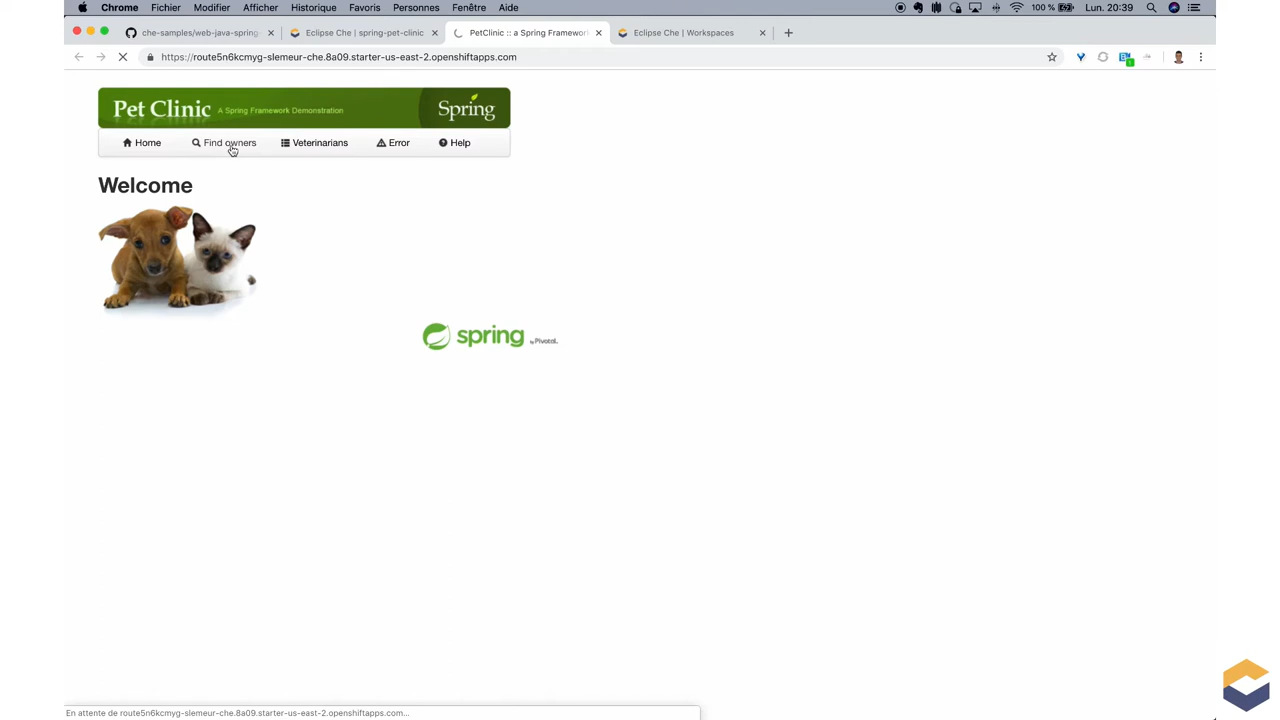 Chrome Fichier Modifier Afficher Historique Favoris Personnes Fenêtre Aide 100 % Lun. 20:39
che-samples/web-java-spring Eclipse Che | spring-pet-clinic PetClinic :: a Spring Framewor Eclipse Che | Workspaces
https://route5n6kcmyg-slemeur-che.8a09.starter-us-east-2.openshiftapps.com
Pet Clinic A Spring Framework Demonstration Spring
Home Find owners Veterinarians Error Help
Welcome
spring by Pivotal.
En attente de route5n6kcmyg-slemeur-che.8a09.starter-us-east-2.openshiftapps.com...